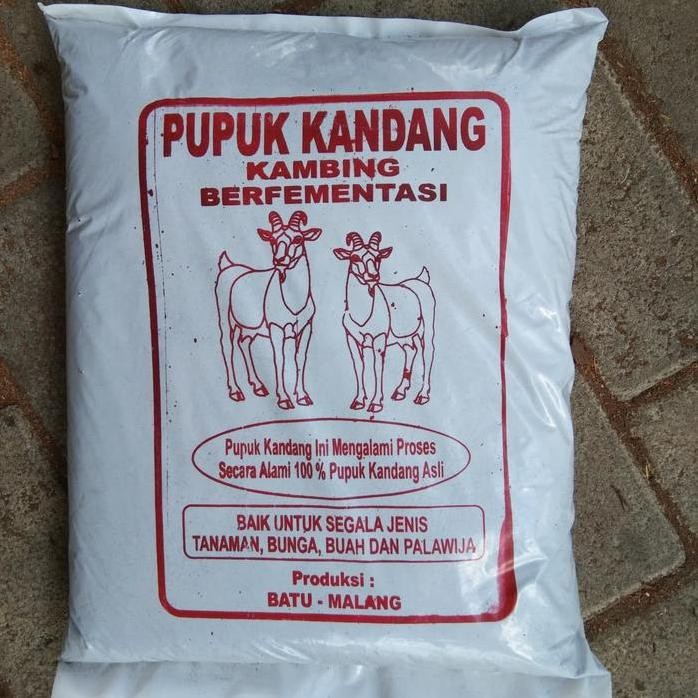 PUPUK KANDANG
KAMBING
BERFEMENTASI
Pupuk Kandang Ini Mengalami Proses
Secara Alami 100 % Pupuk Kandang Asli
BAIK UNTUK SEGALA JENIS
TANAMAN, BUNGA, BUAH DAN PALAWIJA
Produksi :
BATU - MALANG